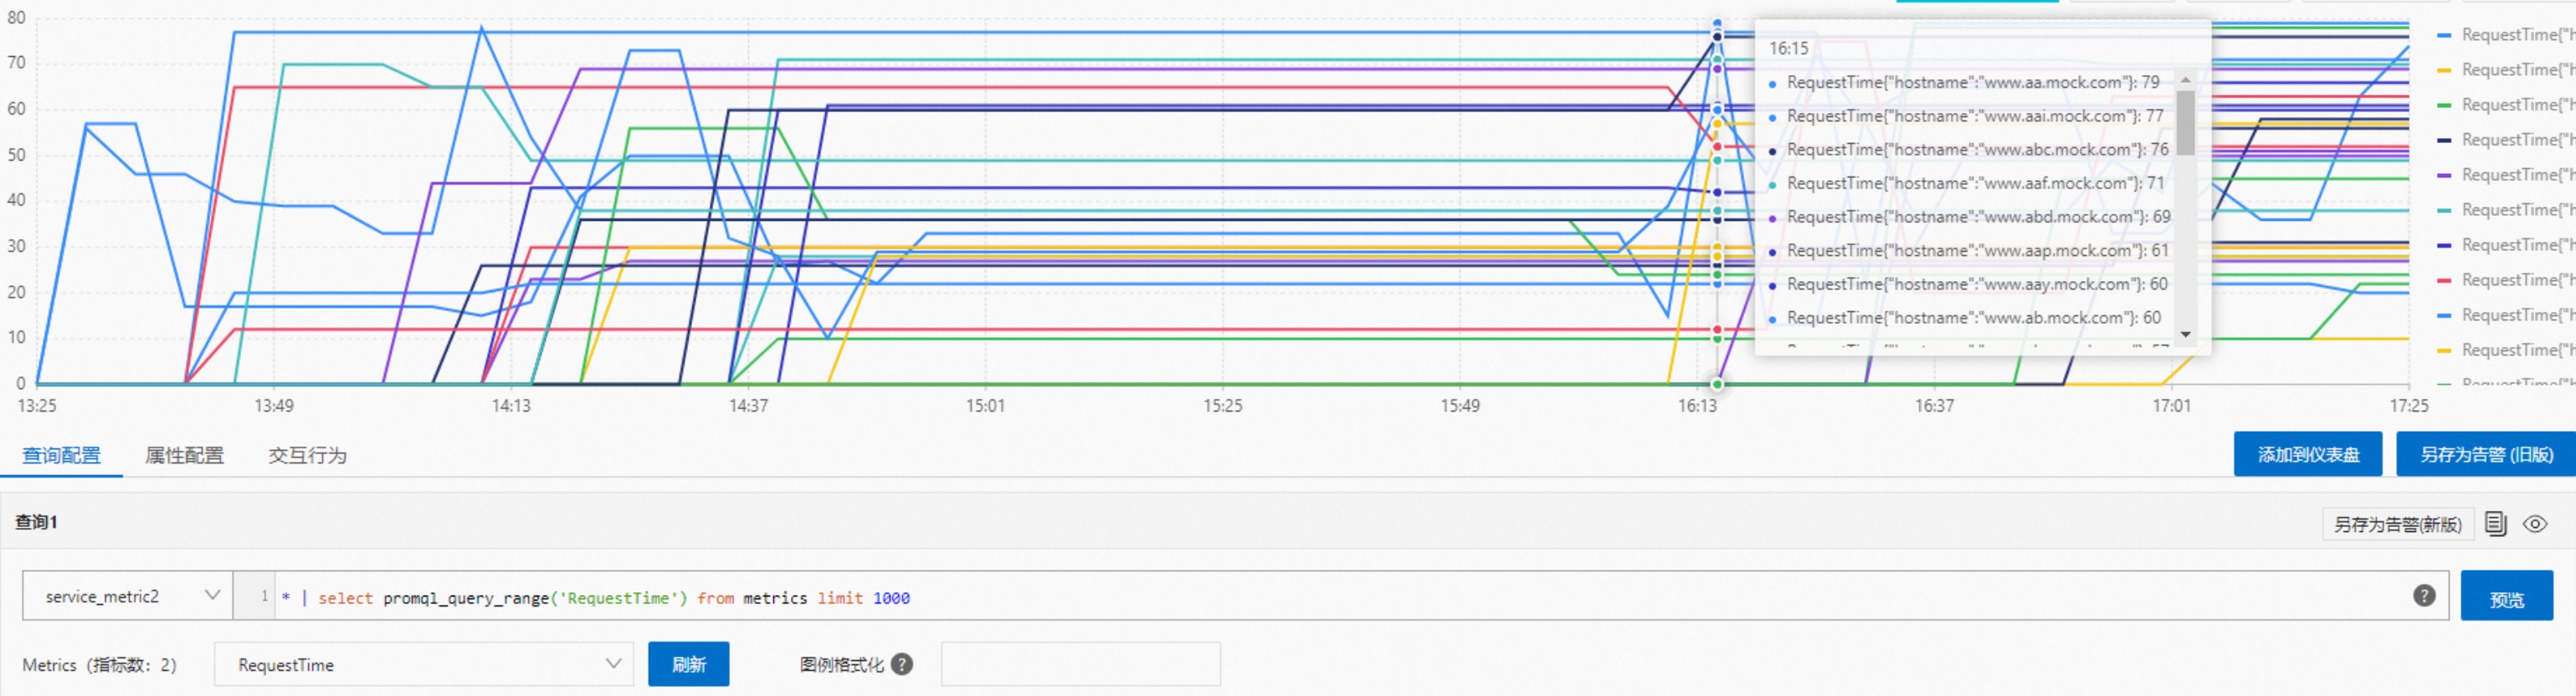 80
70
60
50
40
30
20
10
0
13:25
13:49
14:13
14:37
15:01
15:25
15:49
16:13
16:37
17:01
17:25
16:15
RequestTime{"hostname":"www.aa.mock.com"}: 79
RequestTime{"hostname":"www.aai.mock.com"}: 77
RequestTime{"hostname":"www.abc.mock.com"}: 76
RequestTime{"hostname":"www.aaf.mock.com"}: 71
RequestTime{"hostname":"www.abd.mock.com"}: 69
RequestTime{"hostname":"www.aap.mock.com"}: 61
RequestTime{"hostname":"www.aay.mock.com"}: 60
RequestTime{"hostname":"www.ab.mock.com"}: 60
RequestTime{"h
RequestTime{"h
RequestTime{"h
RequestTime{"h
RequestTime{"h
RequestTime{"h
RequestTime{"h
RequestTime{"h
RequestTime{"h
RequestTime{"h
查询配置 属性配置 交互行为 添加到仪表盘 另存为告警 (旧版)
查询1 另存为告警(新版)
service_metric2 1 * | select promql_query_range('RequestTime') from metrics limit 1000 ? 预览
Metrics (指标数: 2) RequestTime 刷新 图例格式化 ?